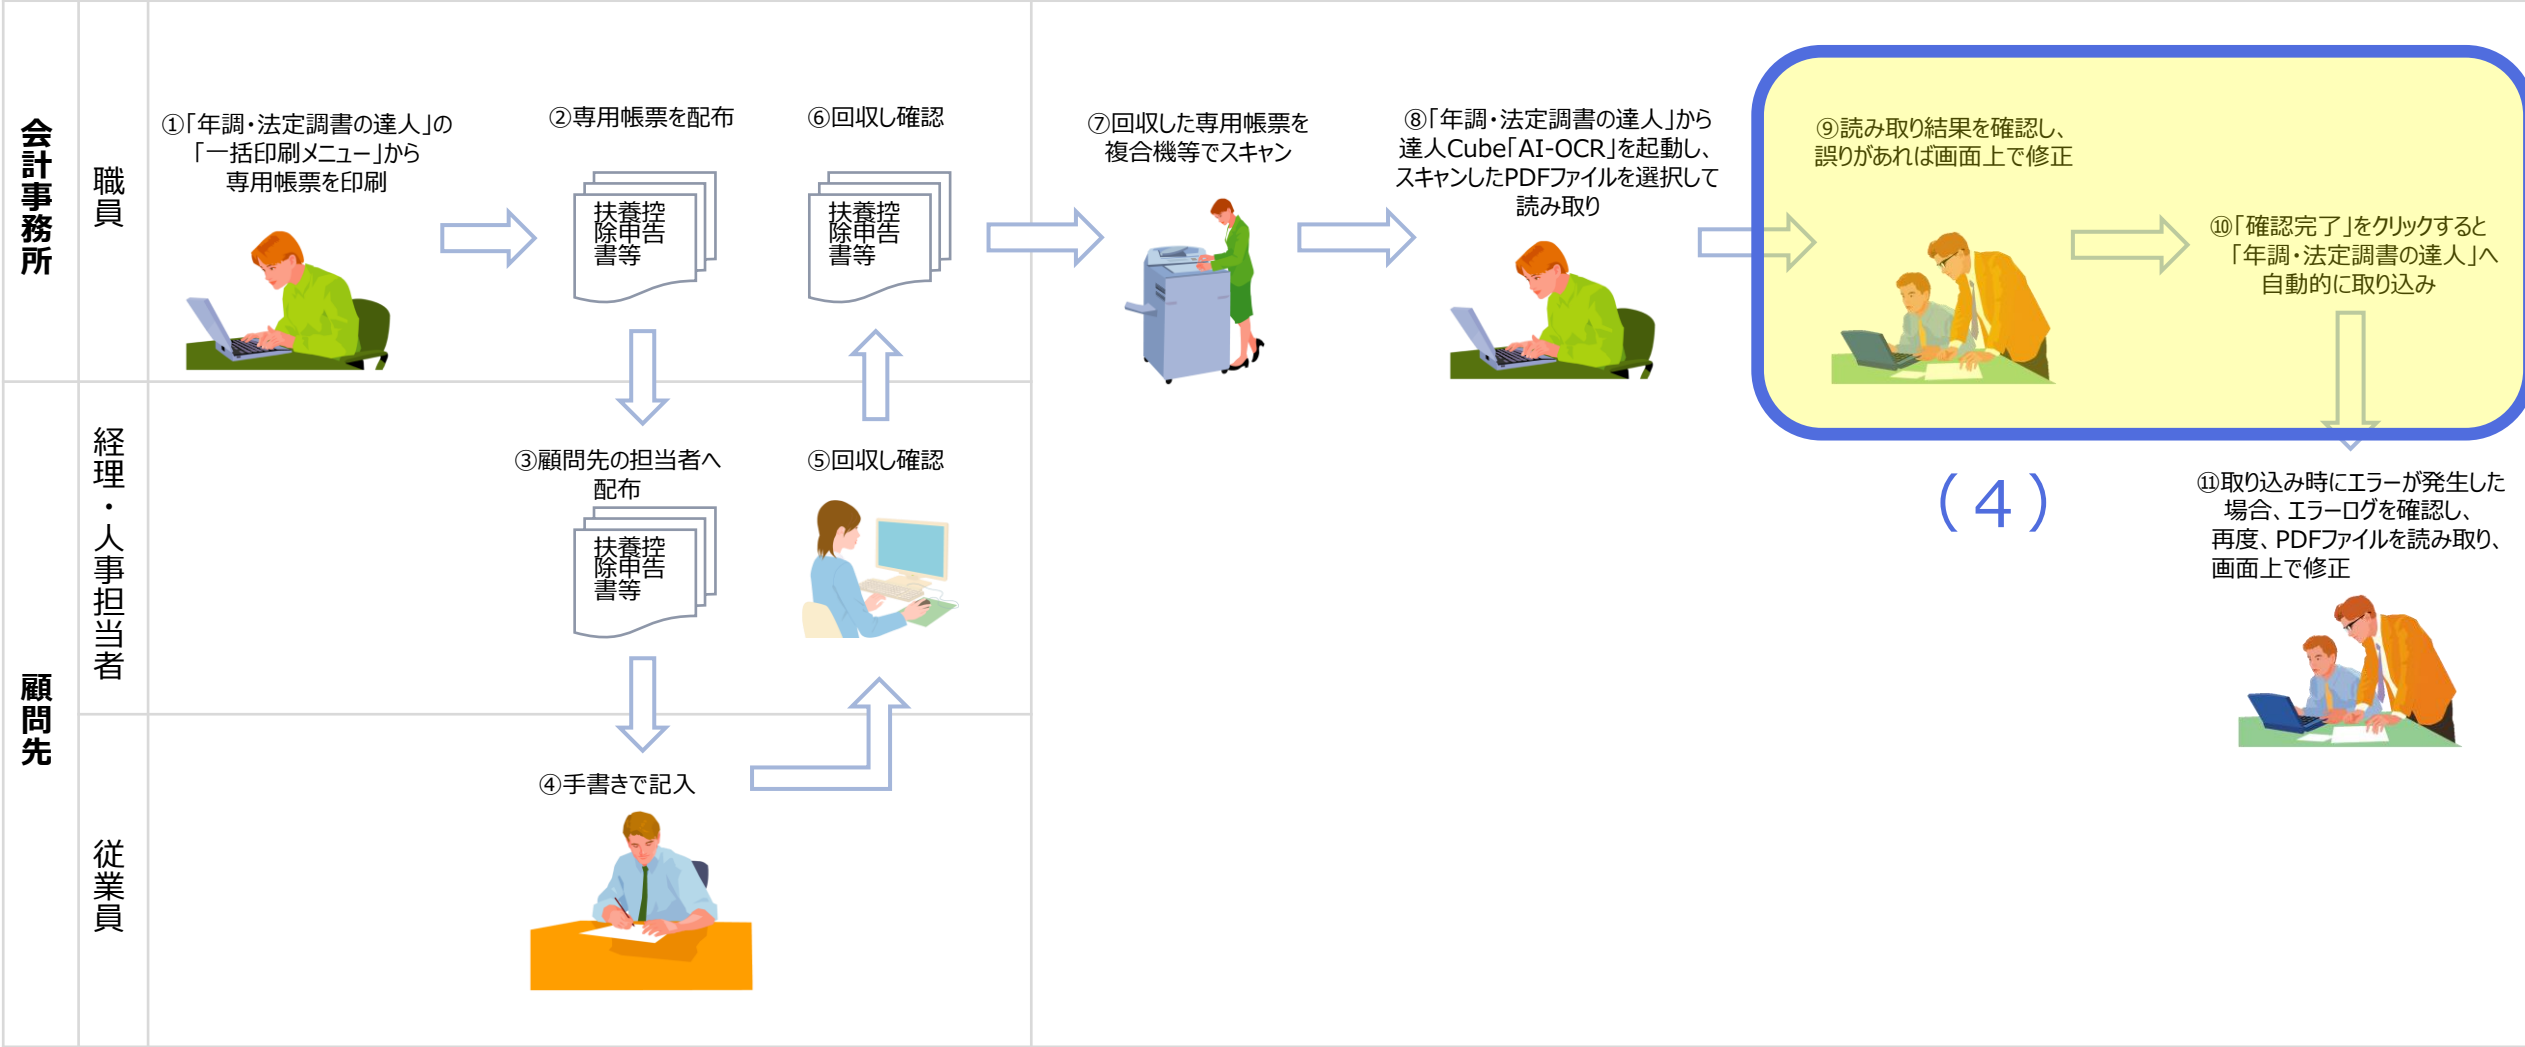 会計事務所
職員
①「年調・法定調書の達人」の
「一括印刷メニュー」から
専用帳票を印刷
②専用帳票を配布
扶養控
除申告
書等
⑥回収し確認
扶養控
除申告
書等
⑦回収した専用帳票を
複合機等でスキャン
⑧「年調・法定調書の達人」から
達人Cube「AI-OCR」を起動し、
スキャンしたPDFファイルを選択して
読み取り
⑨読み取り結果を確認し、
誤りがあれば画面上で修正
⑩「確認完了」をクリックすると
「年調・法定調書の達人」へ
自動的に取り込み
（４）
⑪取り込み時にエラーが発生した
場合、エラーログを確認し、
再度、PDFファイルを読み取り、
画面上で修正
顧問先
経理・人事担当者
③顧問先の担当者へ
配布
扶養控
除申告
書等
⑤回収し確認
従業員
④手書きで記入